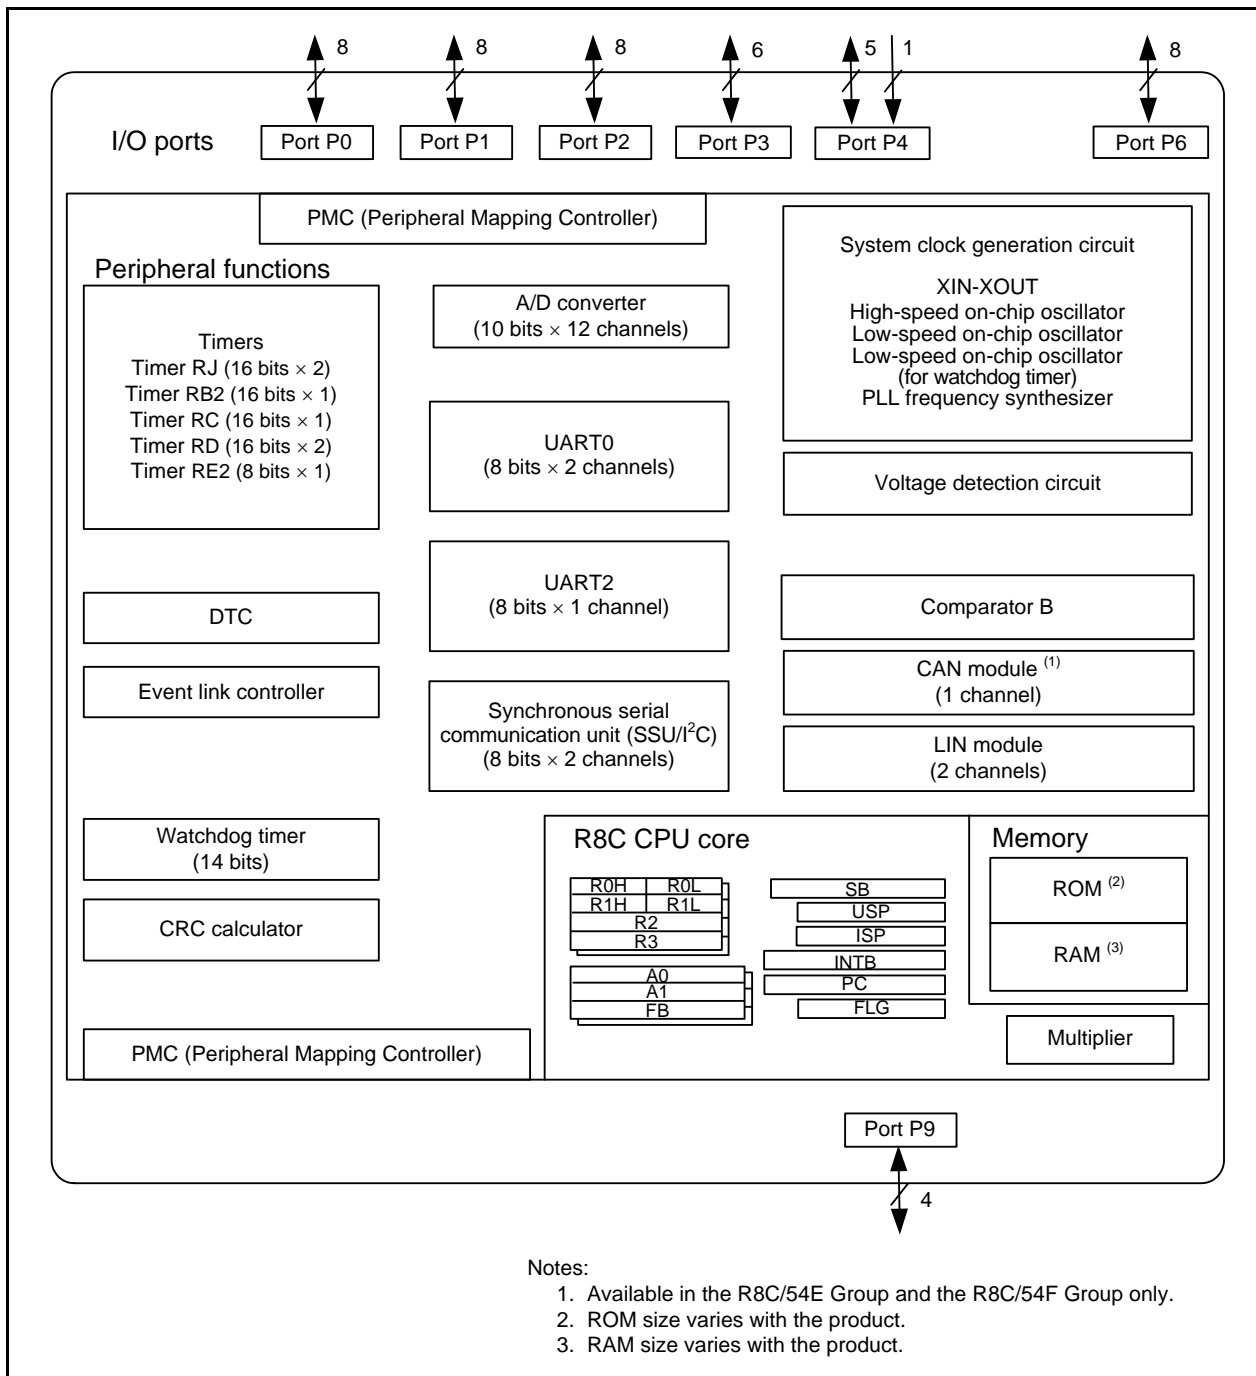 8 8 8 6 5 1 8
I/O ports
Port P0
Port P1
Port P2
Port P3
Port P4
Port P6
PMC (Peripheral Mapping Controller)
Peripheral functions
Timers
Timer RJ (16 bits × 2)
Timer RB2 (16 bits × 1)
Timer RC (16 bits × 1)
Timer RD (16 bits × 2)
Timer RE2 (8 bits × 1)
A/D converter
(10 bits × 12 channels)
System clock generation circuit
XIN-XOUT
High-speed on-chip oscillator
Low-speed on-chip oscillator
Low-speed on-chip oscillator
(for watchdog timer)
PLL frequency synthesizer
UART0
(8 bits × 2 channels)
Voltage detection circuit
UART2
(8 bits × 1 channel)
DTC
Comparator B
Event link controller
CAN module (1)
(1 channel)
Synchronous serial
communication unit (SSU/I²C)
(8 bits × 2 channels)
LIN module
(2 channels)
Watchdog timer
(14 bits)
CRC calculator
R8C CPU core
R0H
R0L
R1H
R1L
R2
R3
A0
A1
FB
SB
USP
ISP
INTB
PC
FLG
Memory
ROM (2)
RAM (3)
Multiplier
PMC (Peripheral Mapping Controller)
Port P9
4
Notes:
1. Available in the R8C/54E Group and the R8C/54F Group only.
2. ROM size varies with the product.
3. RAM size varies with the product.